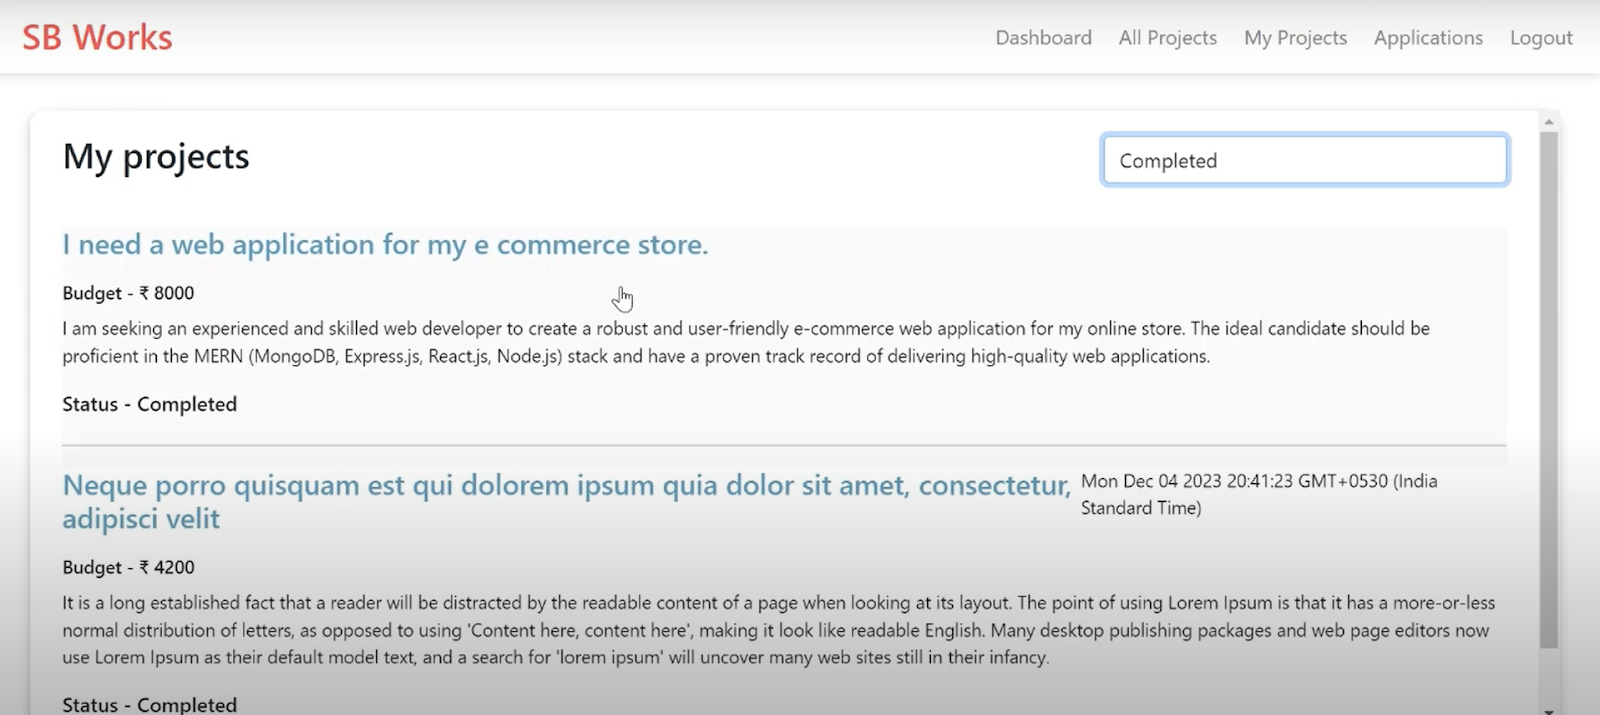 SB Works
Dashboard All Projects My Projects Applications Logout
My projects
Completed
I need a web application for my e commerce store.
Budget - ₹ 8000
I am seeking an experienced and skilled web developer to create a robust and user-friendly e-commerce web application for my online store. The ideal candidate should be
proficient in the MERN (MongoDB, Express.js, React.js, Node.js) stack and have a proven track record of delivering high-quality web applications.
Status - Completed
Neque porro quisquam est qui dolorem ipsum quia dolor sit amet, consectetur,
adipisci velit
Mon Dec 04 2023 20:41:23 GMT+0530 (India
Standard Time)
Budget - ₹ 4200
It is a long established fact that a reader will be distracted by the readable content of a page when looking at its layout. The point of using Lorem Ipsum is that it has a more-or-less
normal distribution of letters, as opposed to using 'Content here, content here', making it look like readable English. Many desktop publishing packages and web page editors now
use Lorem Ipsum as their default model text, and a search for 'lorem ipsum' will uncover many web sites still in their infancy.
Status - Completed